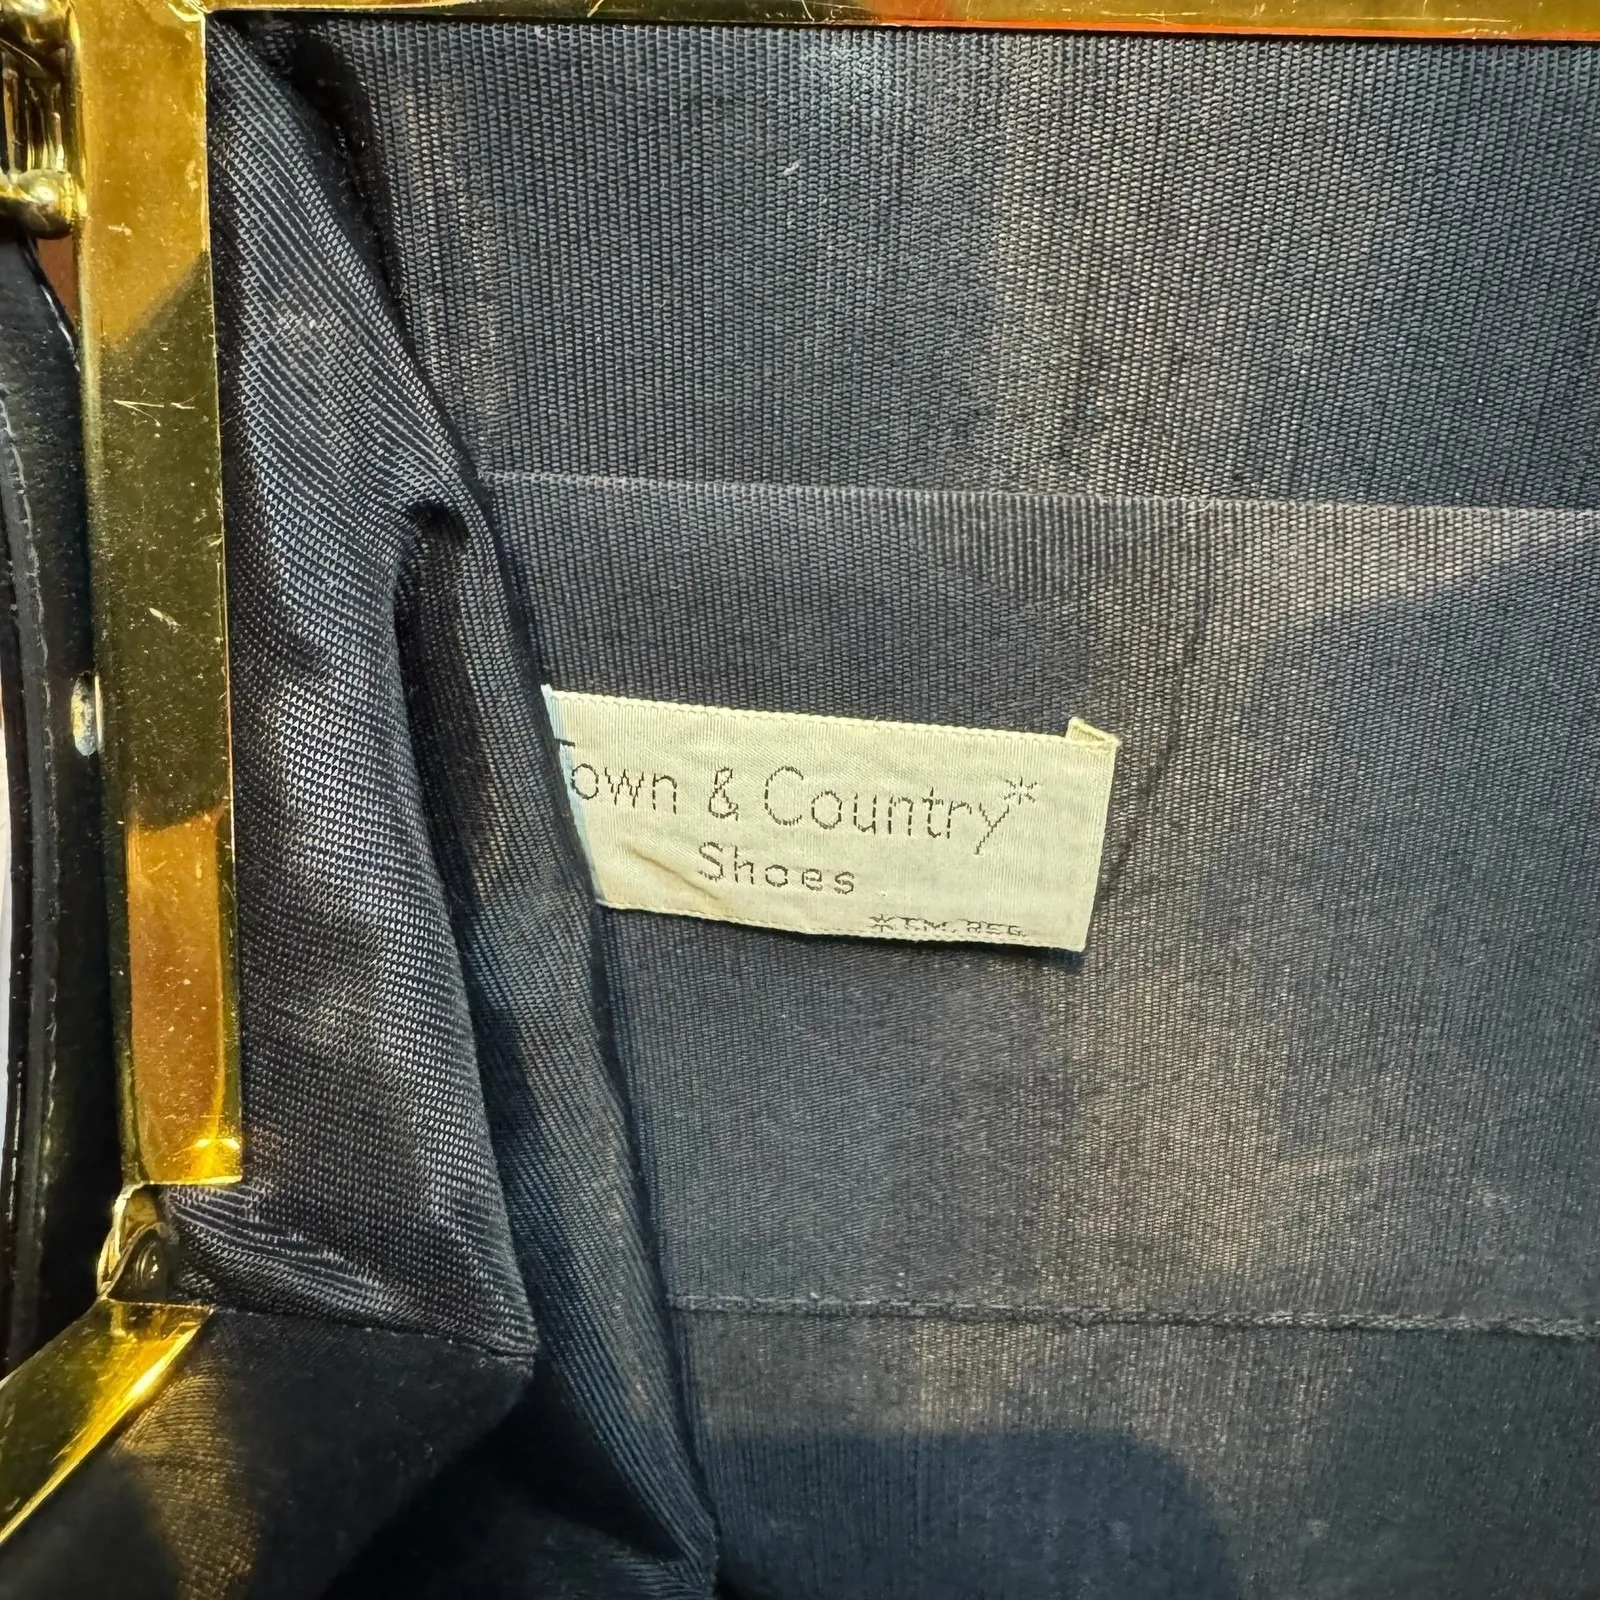 Town & Country*
Shoes
*T.M. REG.